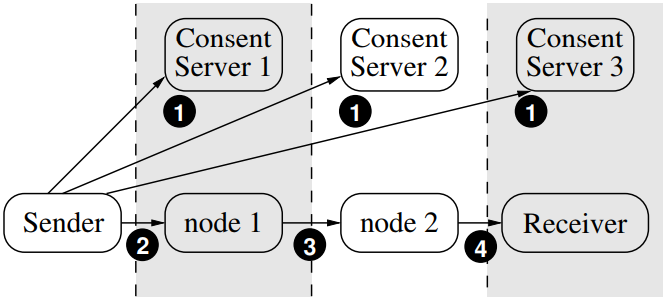 Consent
Server 1
Consent
Server 2
Consent
Server 3
1
1
1
Sender
node 1
node 2
Receiver
2
3
4